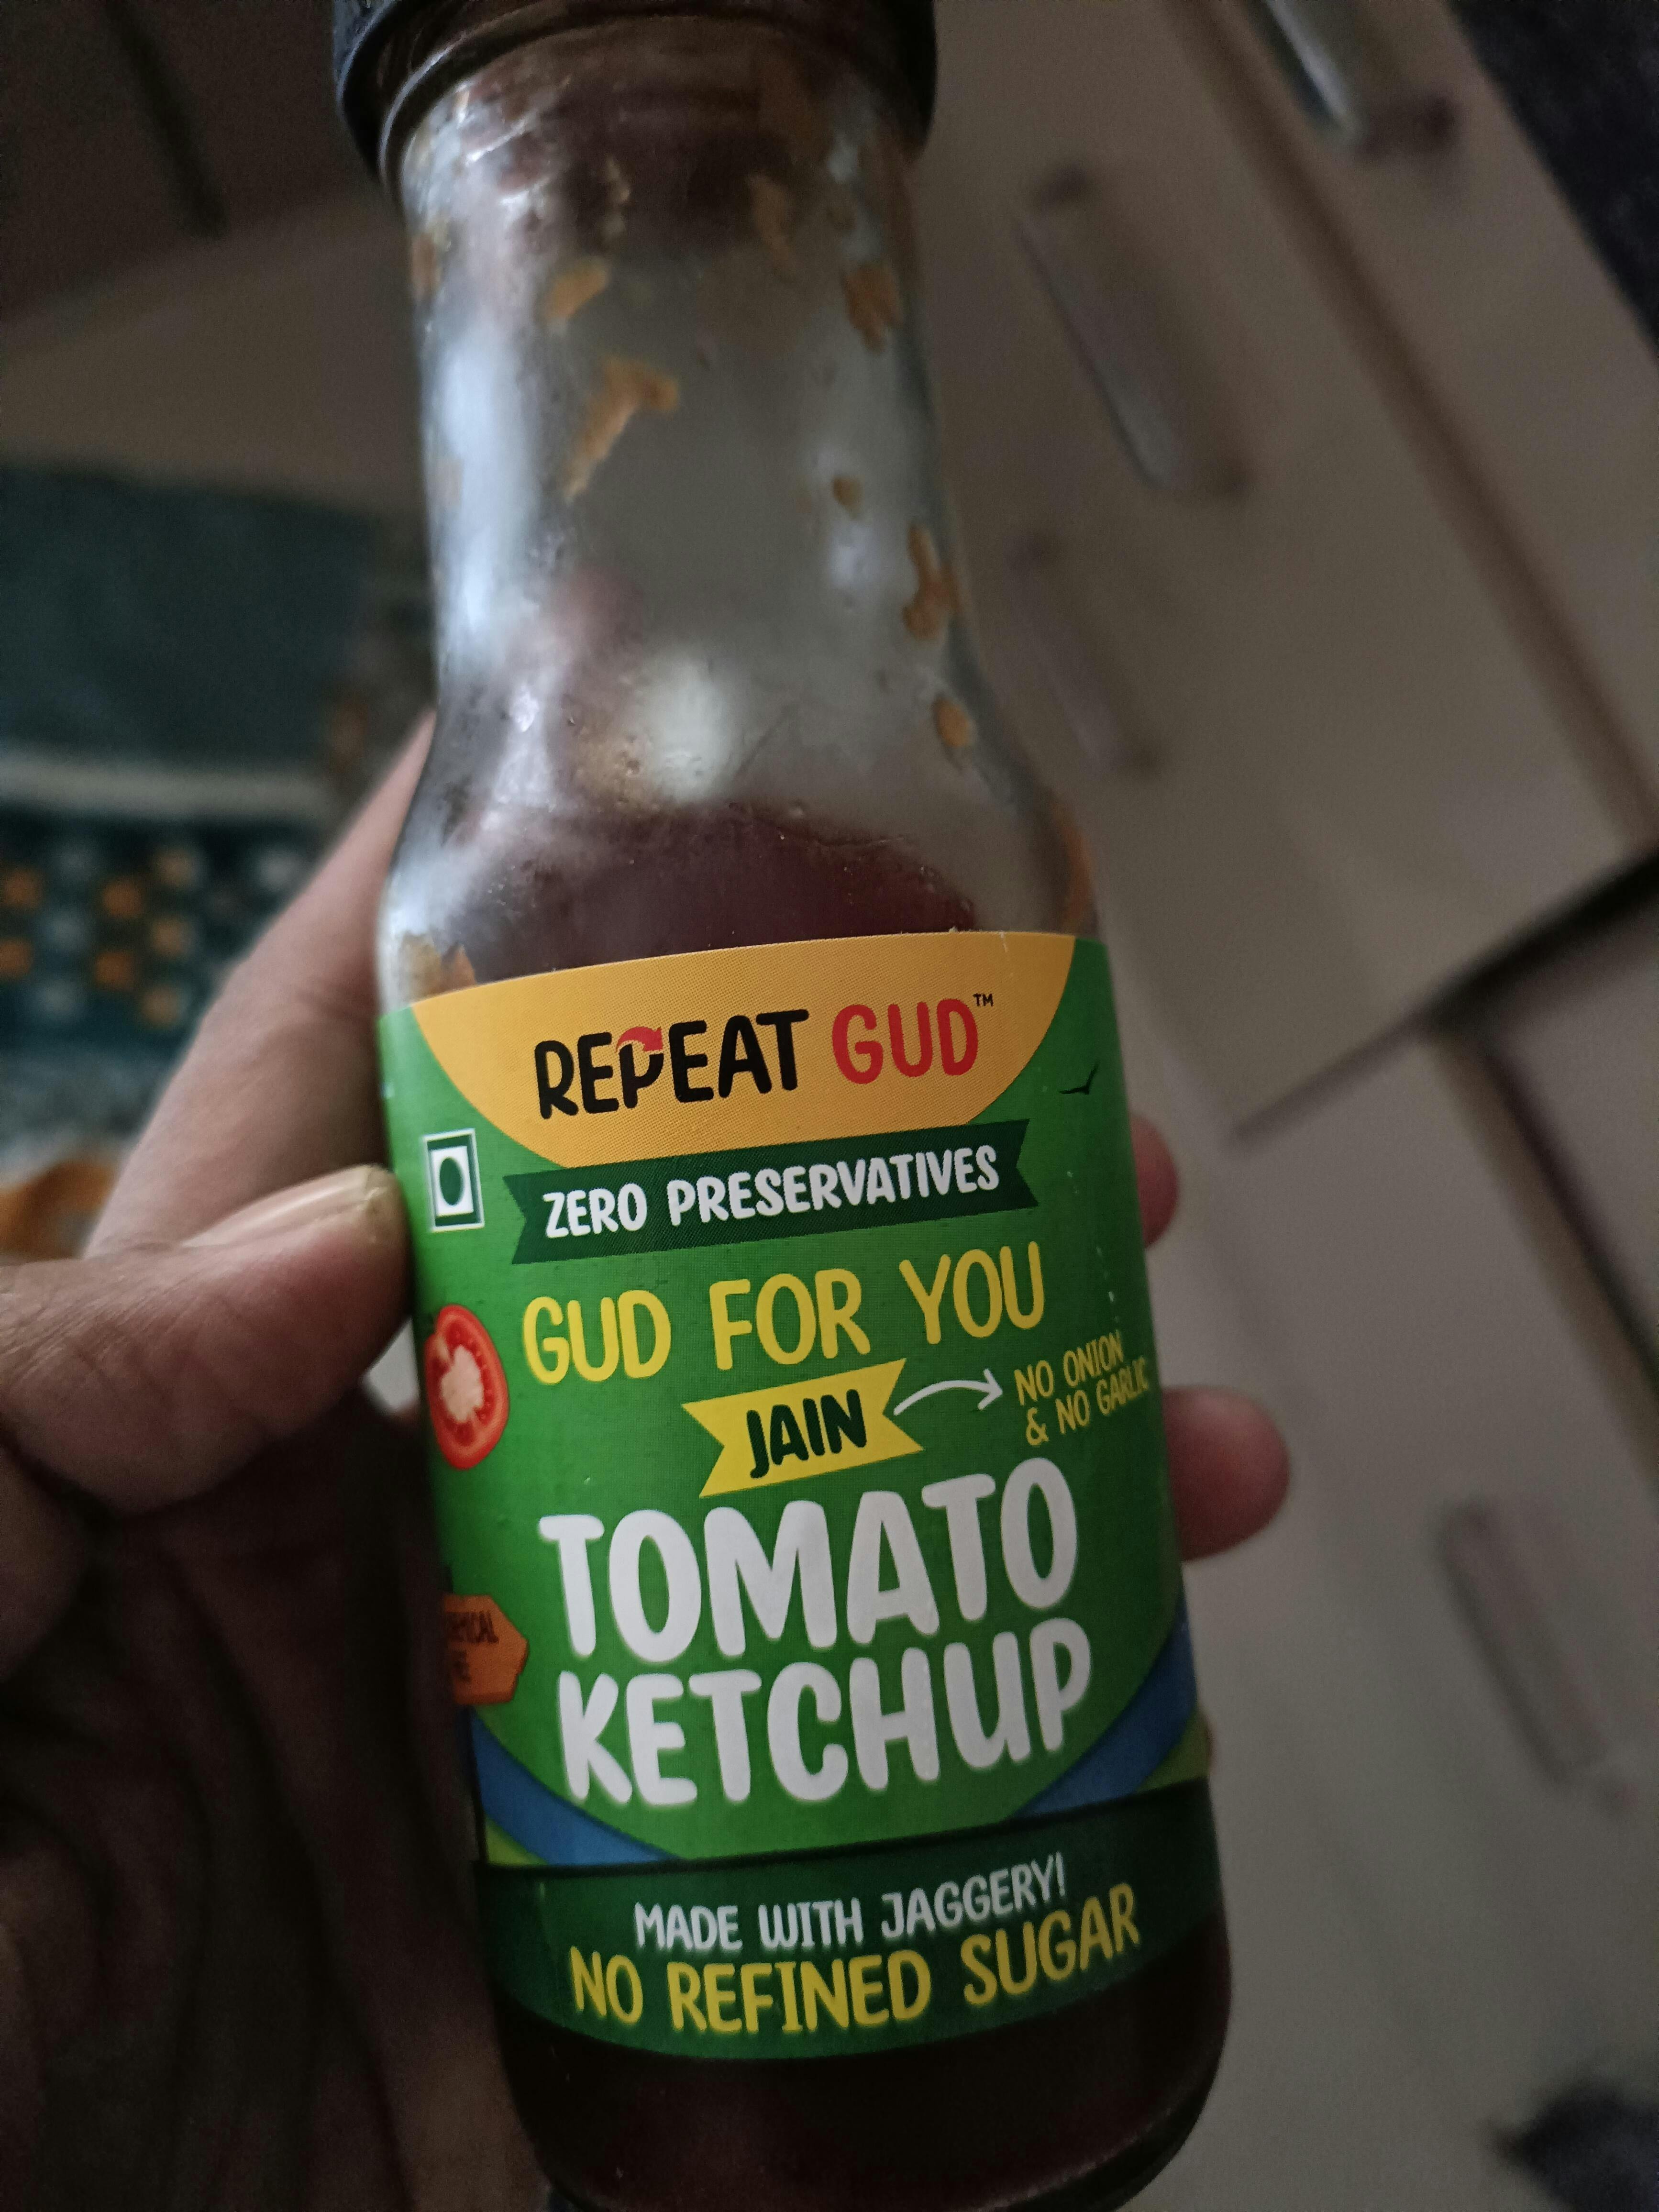 REPEAT GUD™
ZERO PRESERVATIVES
GUD FOR YOU
JAIN
NO ONION
& NO GARLIC
TOMATO
KETCHUP
MADE WITH JAGGERY!
NO REFINED SUGAR